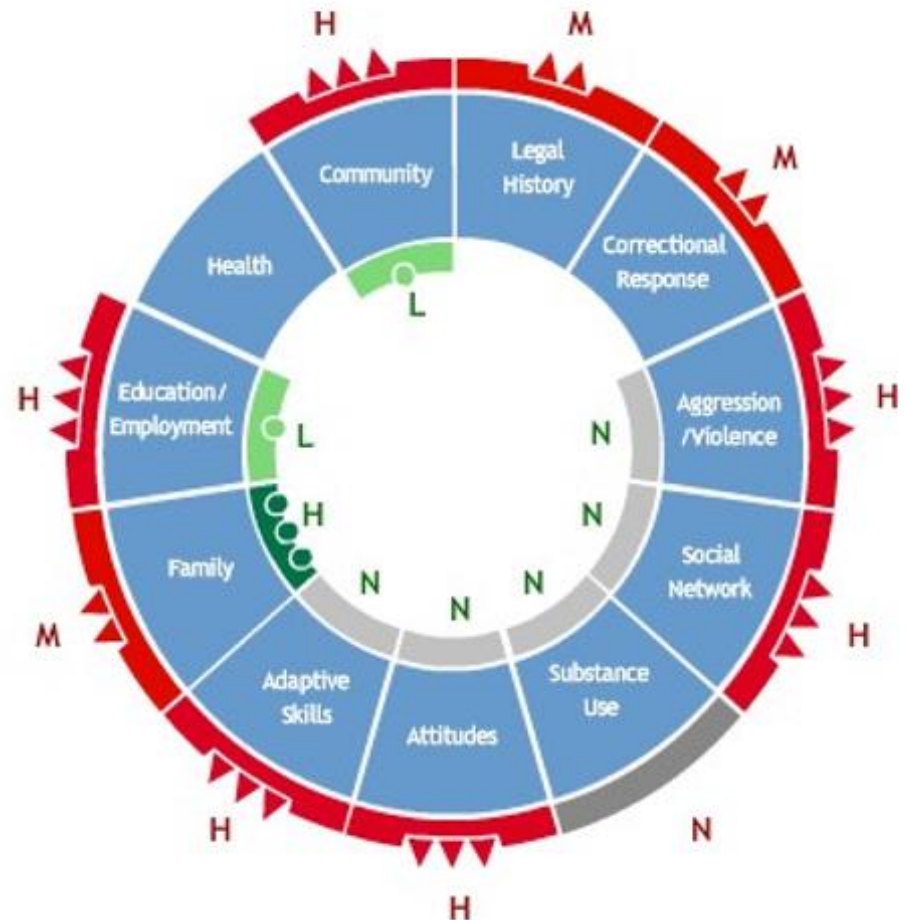 H
M
M
H
H
N
H
H
M
H
Community
Legal
History
Correctional
Response
Aggression
/Violence
Social
Network
Substance
Use
Attitudes
Adaptive
Skills
Family
Education/
Employment
Health
L
N
N
N
N
N
H
L